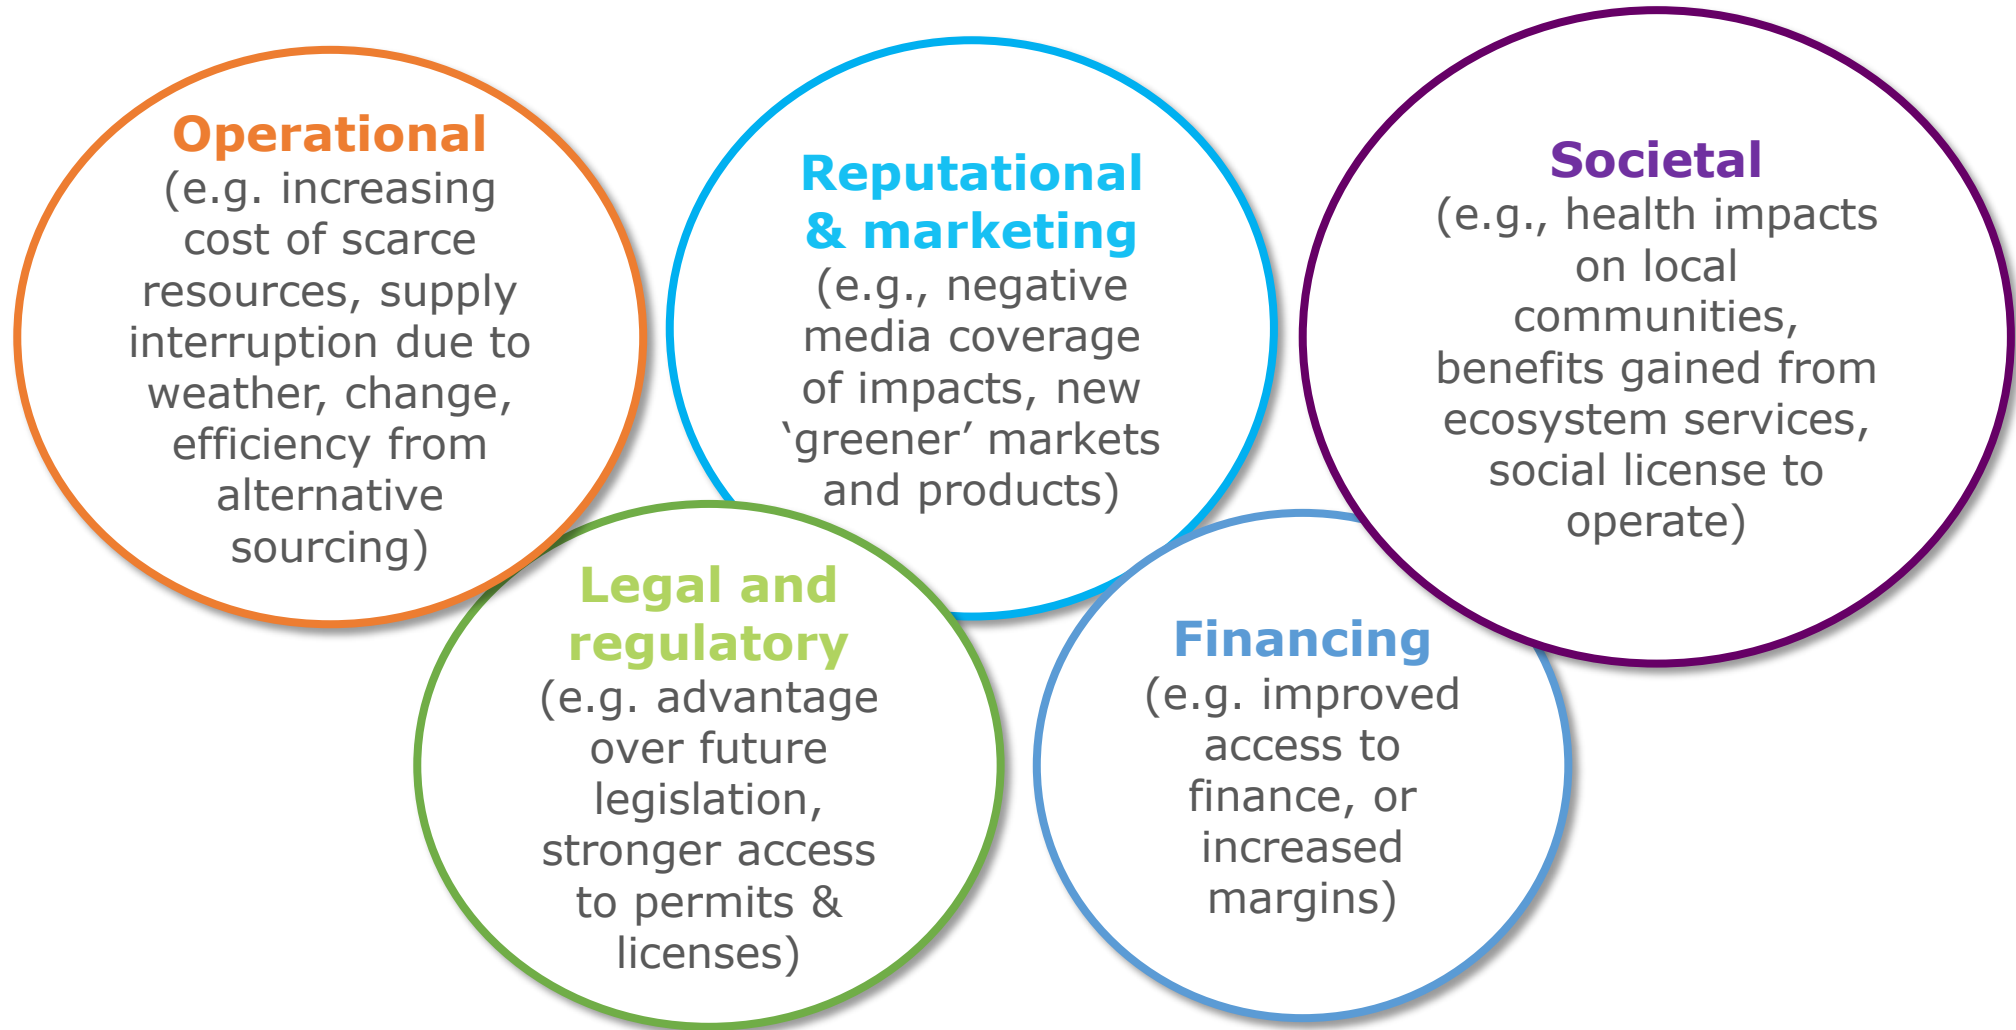 Operational
(e.g. increasing
cost of scarce
resources, supply
interruption due to
weather, change,
efficiency from
alternative
sourcing)
Reputational
& marketing
(e.g., negative
media coverage
of impacts, new
‘greener’ markets
and products)
Societal
(e.g., health impacts
on local
communities,
benefits gained from
ecosystem services,
social license to
operate)
Legal and
regulatory
(e.g. advantage
over future
legislation,
stronger access
to permits &
licenses)
Financing
(e.g. improved
access to
finance, or
increased
margins)